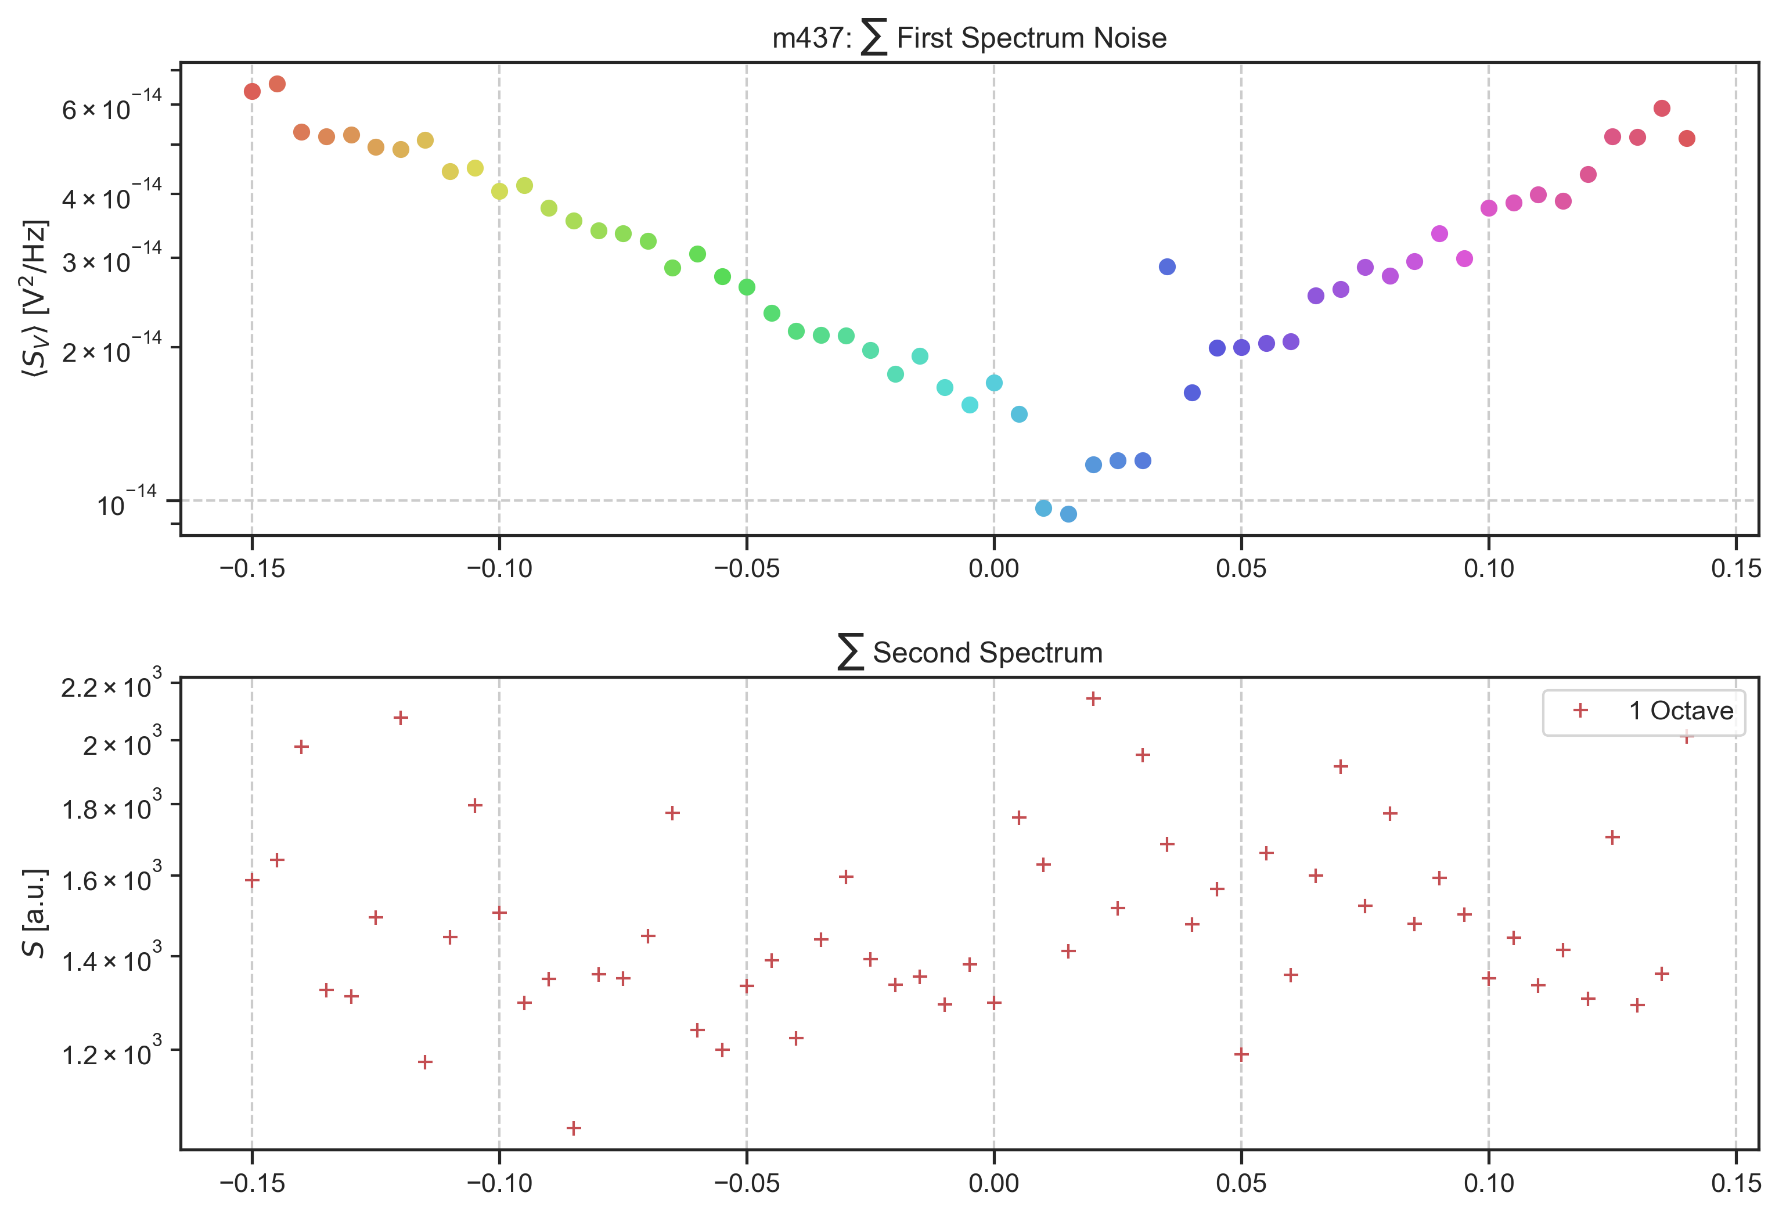 m437: ∑ First Spectrum Noise
⟨S_V⟩ [V²/Hz]
6 × 10⁻¹⁴
4 × 10⁻¹⁴
3 × 10⁻¹⁴
2 × 10⁻¹⁴
10⁻¹⁴
−0.15 −0.10 −0.05 0.00 0.05 0.10 0.15
∑ Second Spectrum
S [a.u.]
2.2 × 10³
2 × 10³
1.8 × 10³
1.6 × 10³
1.4 × 10³
1.2 × 10³
1 Octave
−0.15 −0.10 −0.05 0.00 0.05 0.10 0.15